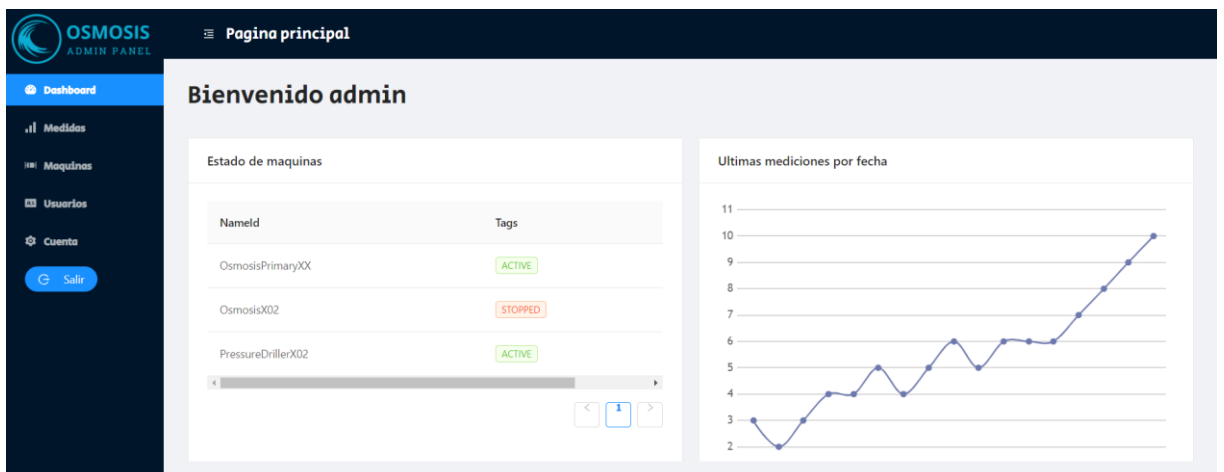 OSMOSIS
ADMIN PANEL
Pagina principal
Dashboard
Medidas
Maquinas
Usuarios
Cuenta
Salir
Bienvenido admin
Estado de maquinas
NameId Tags
OsmosisPrimaryXX ACTIVE
OsmosisX02 STOPPED
PressureDrillerX02 ACTIVE
1
Ultimas mediciones por fecha
11
10
9
8
7
6
5
4
3
2